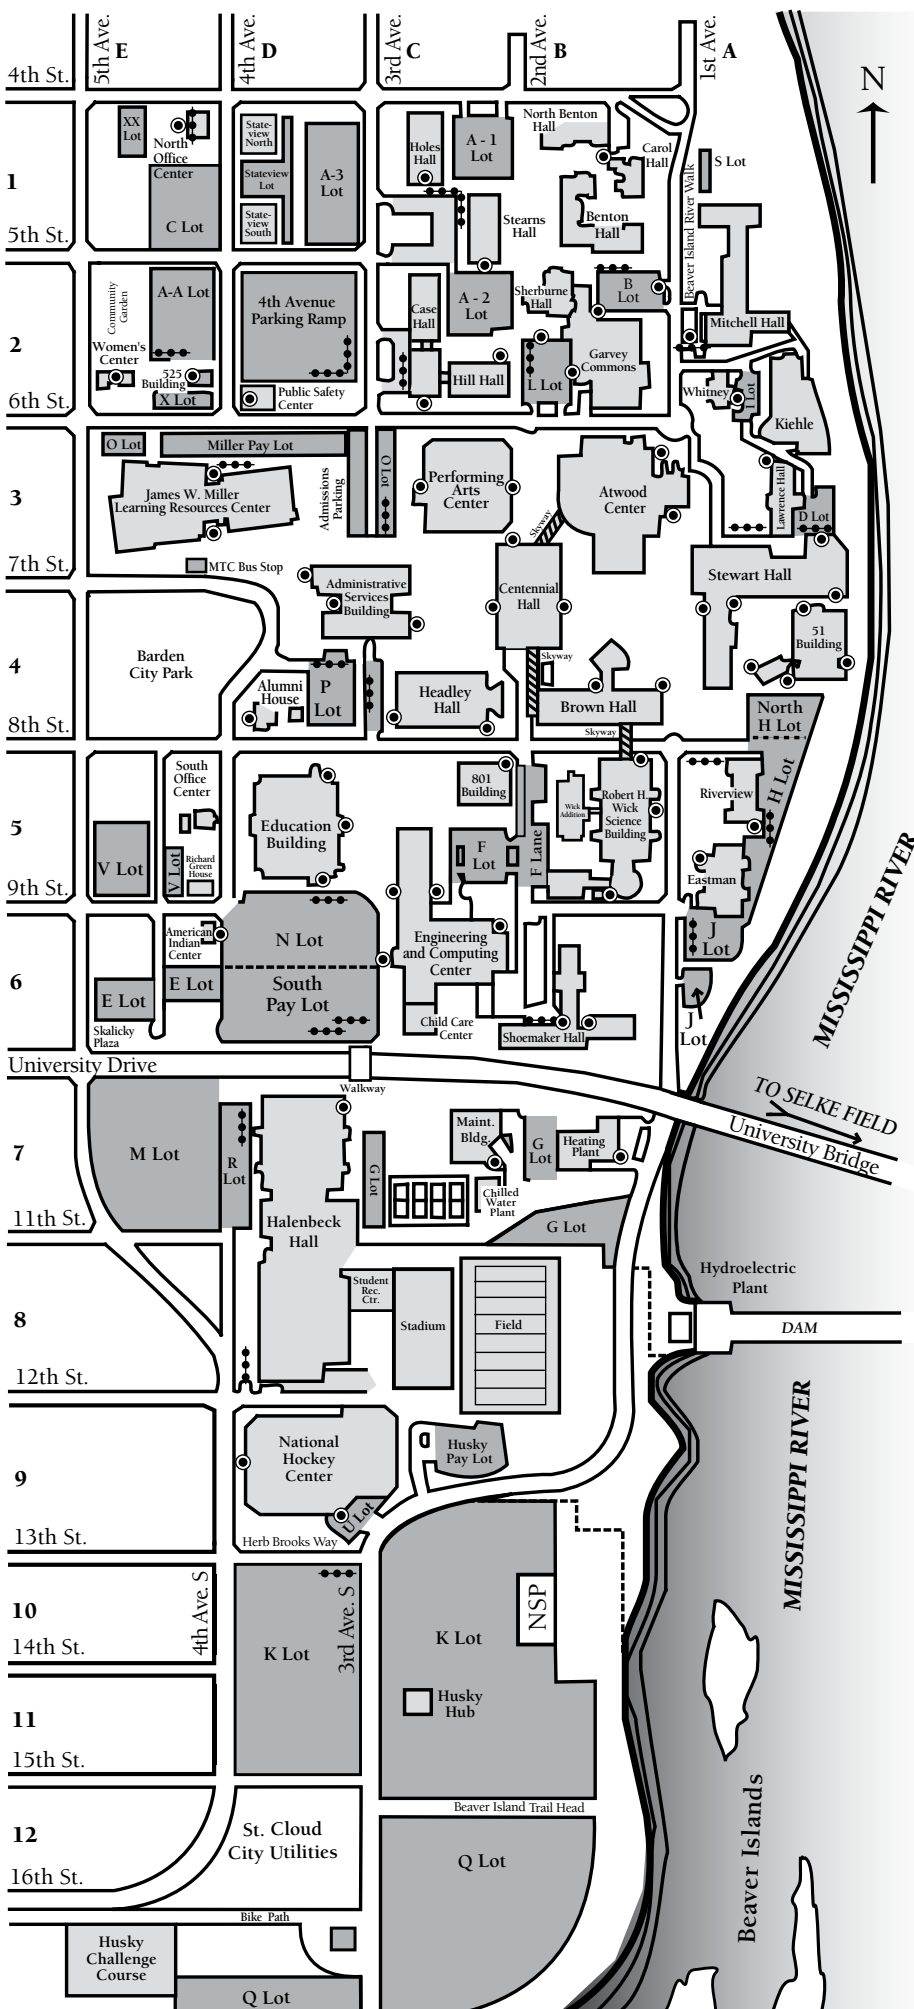 5th Ave.
E
4th Ave.
D
3rd Ave.
C
2nd Ave.
B
1st Ave.
A
4th St.
N
XX
Lot
North
Office
Center
State-
view
North
Stateview
Lot
State-
view
South
A-3
Lot
Holes
Hall
A - 1
Lot
North Benton
Hall
Carol
Hall
S Lot
Beaver Island River Walk
1
C Lot
Stearns
Hall
Benton
Hall
5th St.
Community
Garden
A-A Lot
4th Avenue
Parking Ramp
Case
Hall
A - 2
Lot
Sherburne
Hall
B
Lot
Mitchell Hall
2
Women's
Center
525
Building
X Lot
Public Safety
Center
Hill Hall
L Lot
Garvey
Commons
Whitney
I Lot
Kiehle
6th St.
O Lot
Miller Pay Lot
Admissions
Parking
O Lot
Performing
Arts
Center
Skyway
Atwood
Center
Lawrence Hall
D Lot
3
James W. Miller
Learning Resources Center
7th St.
MTC Bus Stop
Administrative
Services
Building
Centennial
Hall
Stewart Hall
51
Building
4
Barden
City Park
Alumni
House
P
Lot
Headley
Hall
Skyway
Brown Hall
North
H Lot
8th St.
Skyway
South
Office
Center
801
Building
Wick
Addition
Robert H.
Wick
Science
Building
Riverview
H Lot
5
V Lot
V Lot
Richard
Green
House
Education
Building
F
Lot
F Lane
Eastman
9th St.
MISSISSIPPI RIVER
American
Indian
Center
N Lot
Engineering
and Computing
Center
J
Lot
6
E Lot
E Lot
South
Pay Lot
Skalicky
Plaza
Child Care
Center
Shoemaker Hall
J
Lot
University Drive
Walkway
TO SELKE FIELD
University Bridge
7
M Lot
R
Lot
G Lot
Maint.
Bldg.
G
Lot
Heating
Plant
Chilled
Water
Plant
11th St.
Halenbeck
Hall
G Lot
Hydroelectric
Plant
8
Student
Rec.
Ctr.
Stadium
Field
DAM
12th St.
9
National
Hockey
Center
Husky
Pay Lot
U Lot
MISSISSIPPI RIVER
13th St.
Herb Brooks Way
4th Ave. S
3rd Ave. S
10
14th St.
K Lot
K Lot
NSP
11
Husky
Hub
15th St.
Beaver Island Trail Head
Beaver Islands
12
St. Cloud
City Utilities
Q Lot
16th St.
Bike Path
Husky
Challenge
Course
Q Lot